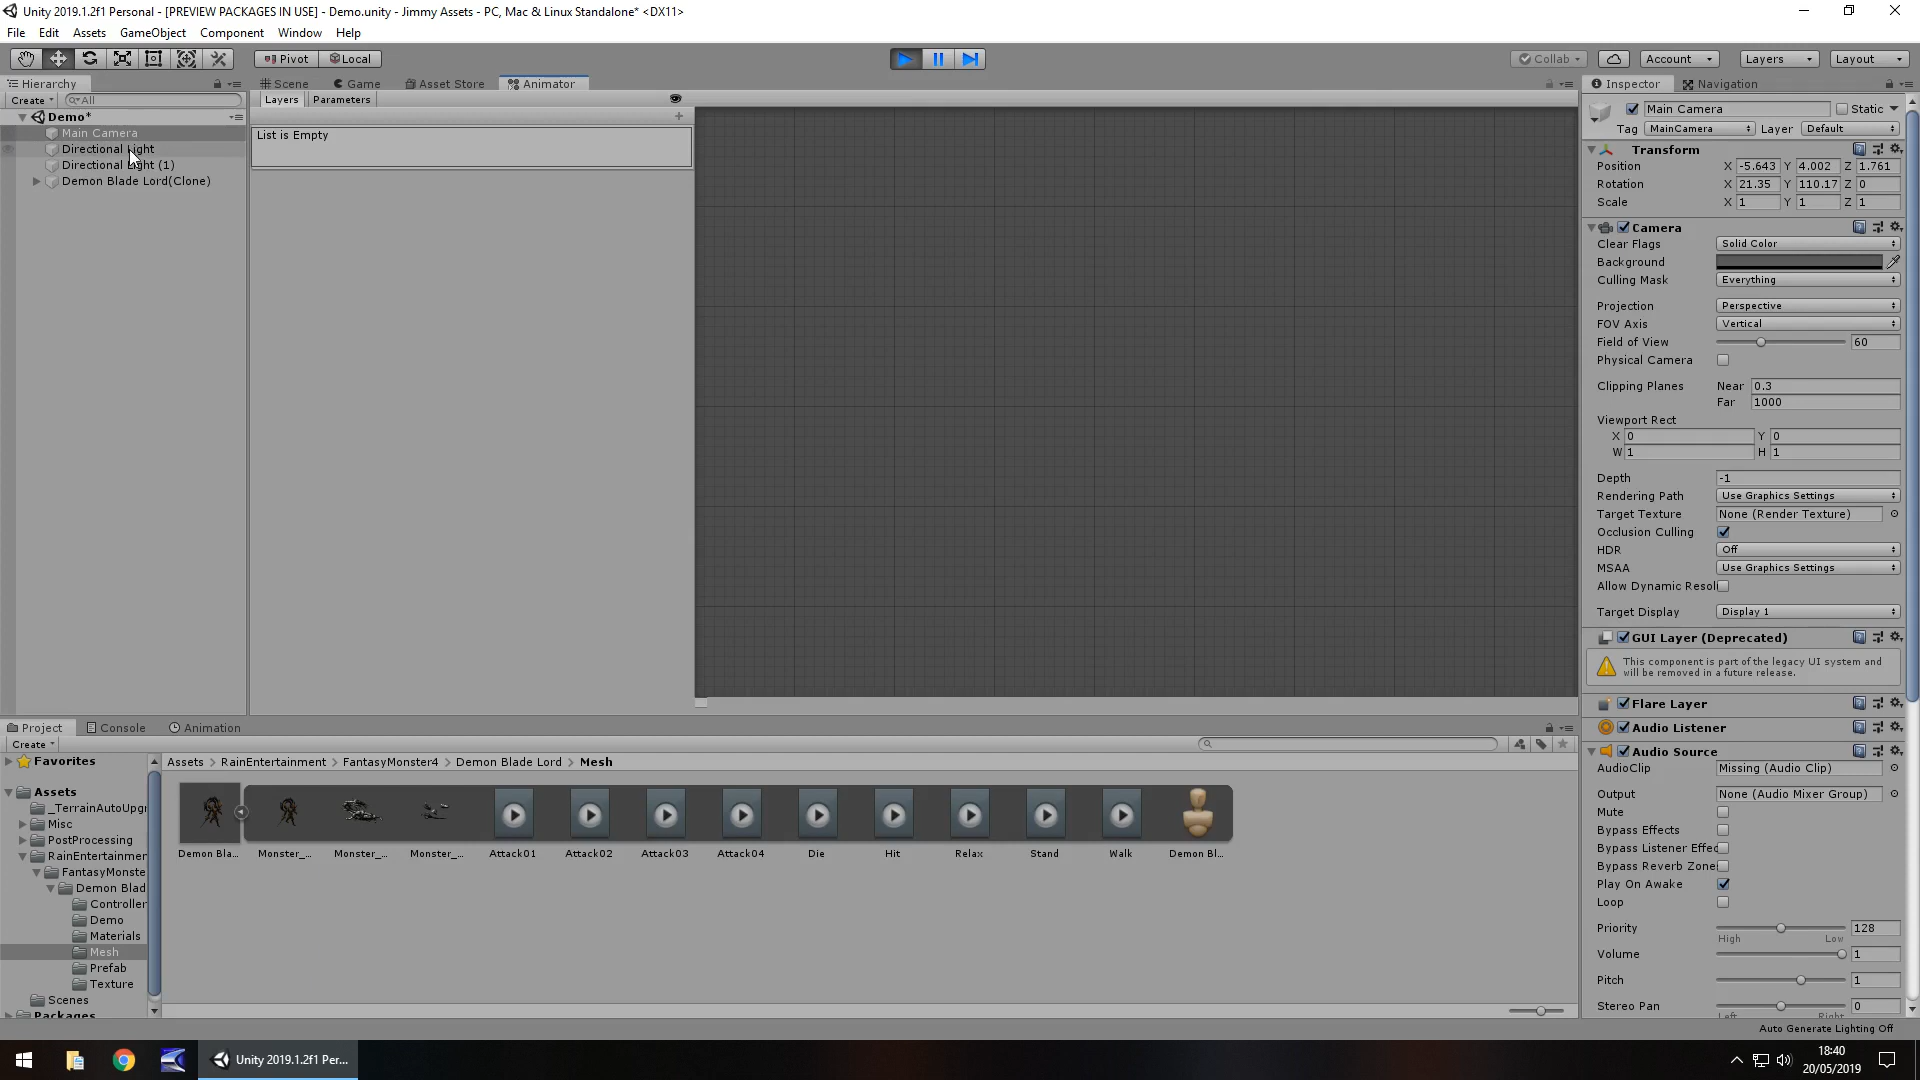 Unity 2019.1.2f1 Personal - [PREVIEW PACKAGES IN USE] - Demo.unity - Jimmy Assets - PC, Mac & Linux Standalone* <DX11>
File Edit Assets GameObject Component Window Help
Pivot Local Collab Account Layers Layout
Hierarchy Scene Game Asset Store Animator Inspector Navigation
Create All Layers Parameters Main Camera Static
Demo*
Tag MainCamera Layer Default
Main Camera
List is Empty
Directional Light
Directional Light (1)
Demon Blade Lord(Clone)
Transform
Position X -5.643 Y 4.002 Z 1.761
Rotation X 21.35 Y 110.17 Z 0
Scale X 1 Y 1 Z 1
Camera
Clear Flags Solid Color
Background
Culling Mask Everything
Projection Perspective
FOV Axis Vertical
Field of View 60
Physical Camera
Clipping Planes Near 0.3
Far 1000
Viewport Rect
X 0 Y 0
W 1 H 1
Depth -1
Rendering Path Use Graphics Settings
Target Texture None (Render Texture)
Occlusion Culling
HDR Off
MSAA Use Graphics Settings
Allow Dynamic Resol
Target Display Display 1
GUI Layer (Deprecated)
This component is part of the legacy UI system and
will be removed in a future release.
Flare Layer
Audio Listener
Audio Source
AudioClip Missing (Audio Clip)
Output None (Audio Mixer Group)
Mute
Bypass Effects
Bypass Listener Effec
Bypass Reverb Zone
Play On Awake
Loop
Priority 128
High Low
Volume 1
Pitch 1
Stereo Pan 0
Left Right
Project Console Animation
Create
Favorites
Assets
_TerrainAutoUpgr
Misc
PostProcessing
RainEntertainmer
FantasyMonste
Demon Blad
Controller
Demo
Materials
Mesh
Prefab
Texture
Scenes
Packages
Assets > RainEntertainment > FantasyMonster4 > Demon Blade Lord > Mesh
Demon Bla... Monster_... Monster_... Monster_... Attack01 Attack02 Attack03 Attack04 Die Hit Relax Stand Walk Demon Bl...
Auto Generate Lighting Off
Unity 2019.1.2f1 Per...
18:40
20/05/2019